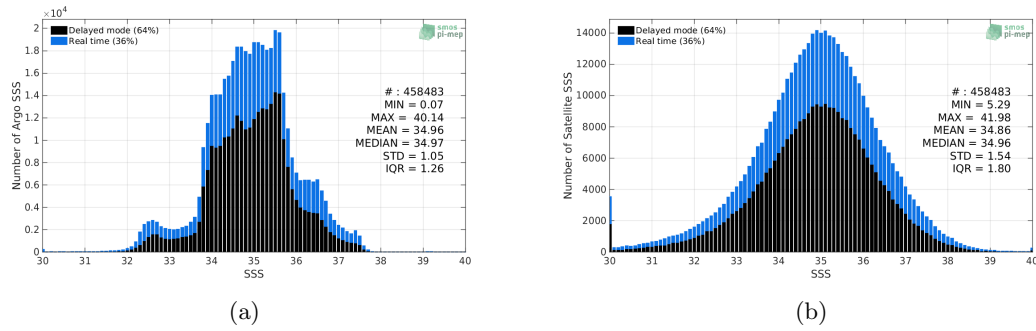 ×10⁴
Delayed mode (64%)
Real time (36%)
smos
pi-mep
# : 458483
MIN = 0.07
MAX = 40.14
MEAN = 34.96
MEDIAN = 34.97
STD = 1.05
IQR = 1.26
Number of Argo SSS
2
1.8
1.6
1.4
1.2
1
0.8
0.6
0.4
0.2
0
30 31 32 33 34 35 36 37 38 39 40
SSS
(a)
Delayed mode (64%)
Real time (36%)
smos
pi-mep
# : 458483
MIN = 5.29
MAX = 41.98
MEAN = 34.86
MEDIAN = 34.96
STD = 1.54
IQR = 1.80
Number of Satellite SSS
14000
12000
10000
8000
6000
4000
2000
0
30 31 32 33 34 35 36 37 38 39 40
SSS
(b)